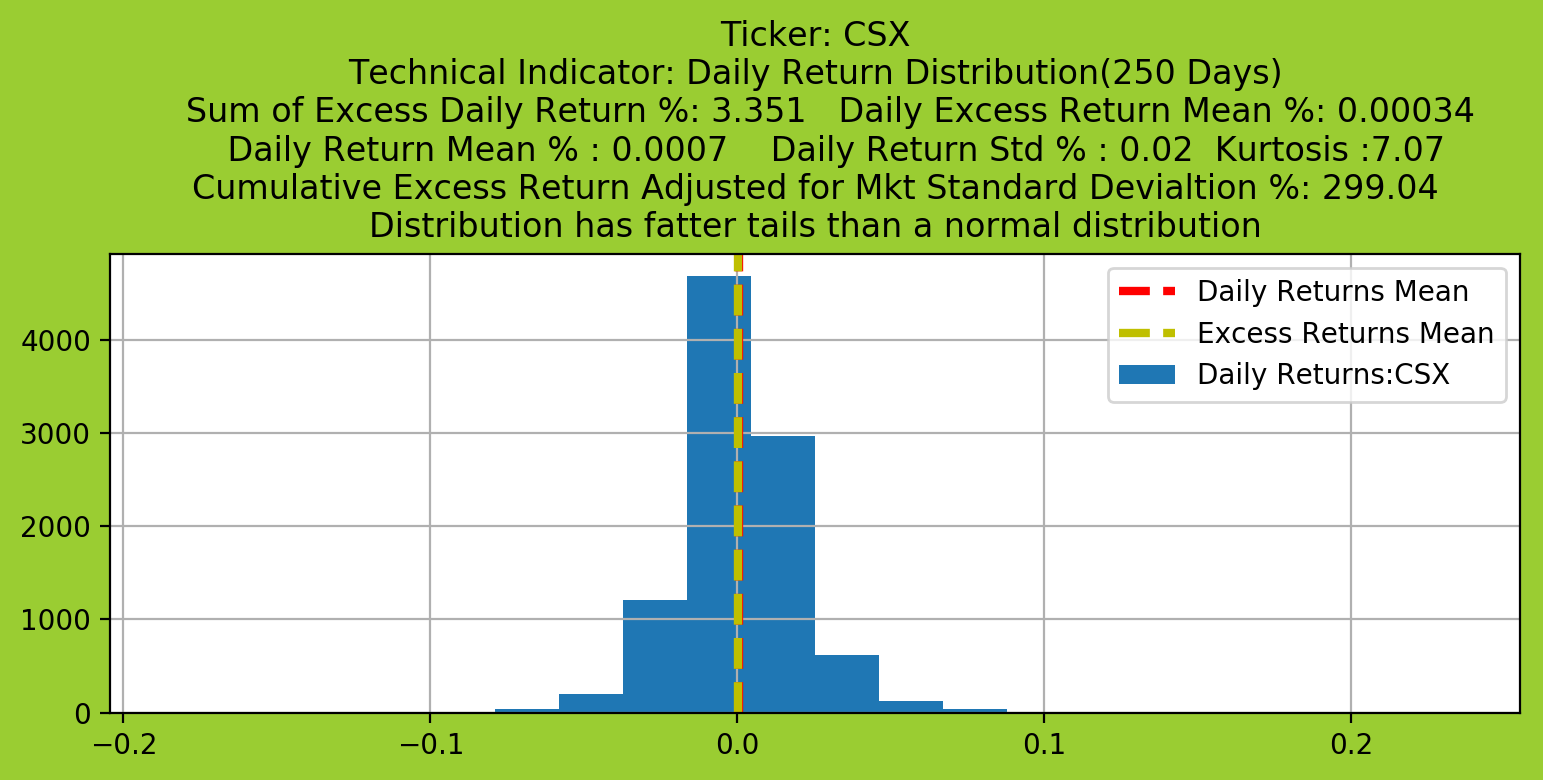 Ticker: CSX
Technical Indicator: Daily Return Distribution(250 Days)
Sum of Excess Daily Return %: 3.351   Daily Excess Return Mean %: 0.00034
Daily Return Mean % : 0.0007    Daily Return Std % : 0.02  Kurtosis :7.07
Cumulative Excess Return Adjusted for Mkt Standard Devialtion %: 299.04
Distribution has fatter tails than a normal distribution
Daily Returns Mean
Excess Returns Mean
Daily Returns:CSX
4000
3000
2000
1000
0
−0.2 −0.1 0.0 0.1 0.2